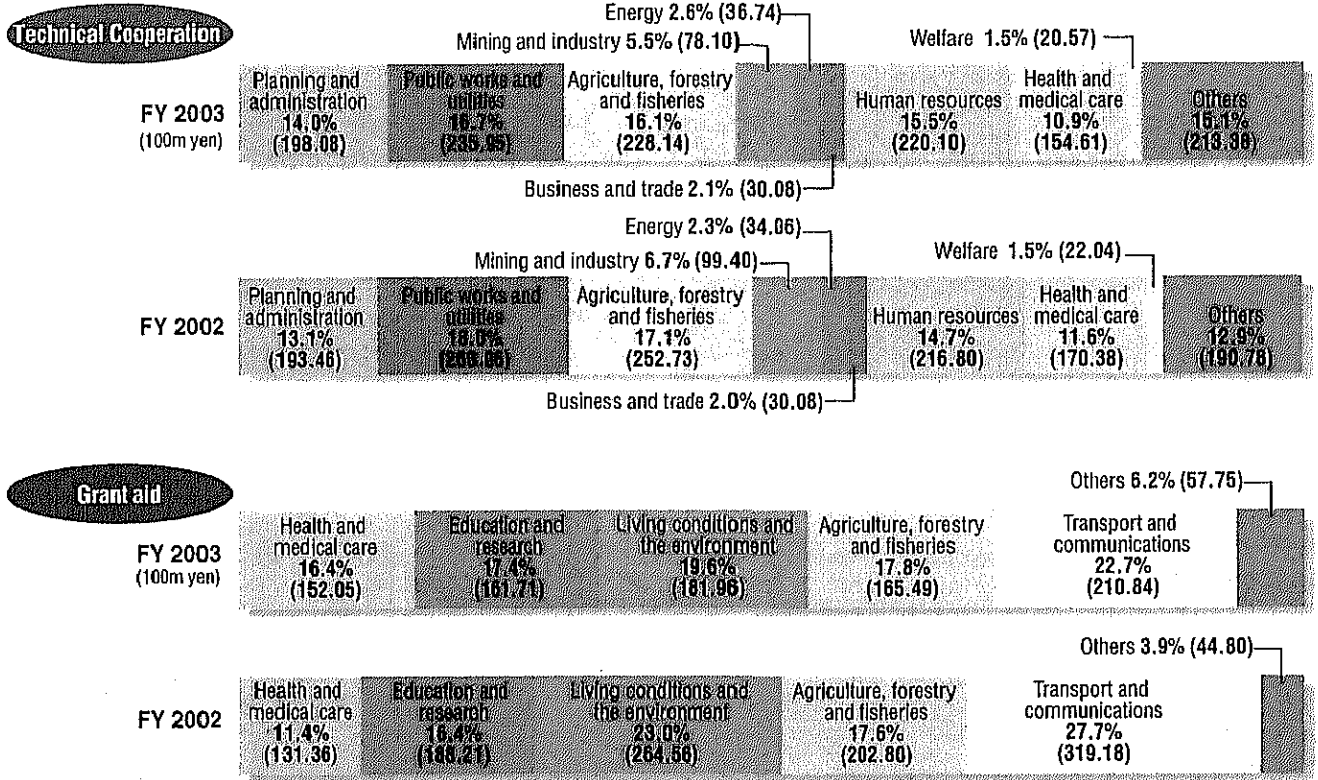 Technical Cooperation
Energy 2.6% (36.74)
Mining and industry 5.5% (78.10)
Welfare 1.5% (20.57)
FY 2003
(100m yen)
Planning and
administration
14.0%
(198.08)
Public works and
utilities
16.7%
(235.95)
Agriculture, forestry
and fisheries
16.1%
(228.14)
Human resources
15.5%
(220.10)
Health and
medical care
10.9%
(154.61)
Others
15.1%
(213.38)
Business and trade 2.1% (30.08)
Energy 2.3% (34.06)
Mining and industry 6.7% (99.40)
Welfare 1.5% (22.04)
FY 2002
Planning and
administration
13.1%
(193.46)
Public works and
utilities
18.0%
Agriculture, forestry
and fisheries
17.1%
(252.73)
Human resources
14.7%
(216.80)
Health and
medical care
11.6%
(170.38)
Others
12.9%
(190.78)
Business and trade 2.0% (30.08)
Grant aid
Others 6.2% (57.75)
FY 2003
(100m yen)
Health and
medical care
16.4%
(152.05)
Education and
research
17.4%
(161.71)
Living conditions and
the environment
19.6%
(181.96)
Agriculture, forestry
and fisheries
17.8%
(165.49)
Transport and
communications
22.7%
(210.84)
Others 3.9% (44.80)
FY 2002
Health and
medical care
11.4%
(131.36)
Education and
research
16.4%
Living conditions and
the environment
23.0%
(264.56)
Agriculture, forestry
and fisheries
17.6%
(202.80)
Transport and
communications
27.7%
(319.18)